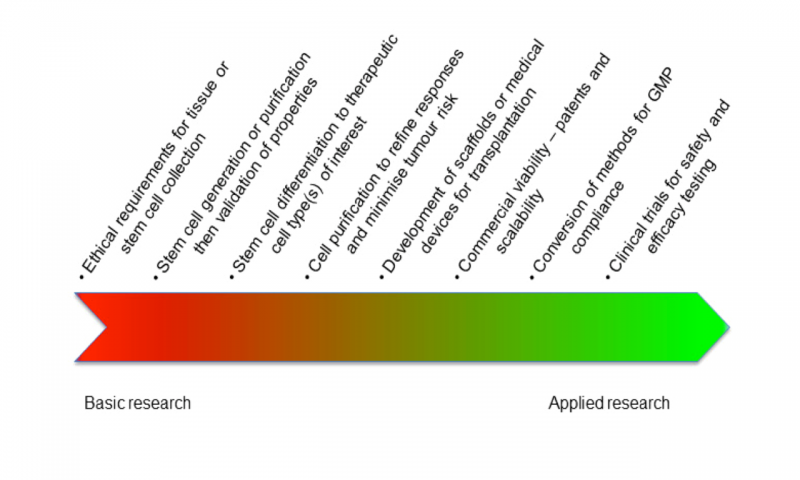 • Ethical requirements for tissue or
stem cell collection
• Stem cell generation or purification
then validation of properties
• Stem cell differentiation to therapeutic
cell type(s) of interest
• Cell purification to refine responses
and minimise tumour risk
• Development of scaffolds or medical
devices for transplantation
• Commercial viability – patents and
scalability
• Conversion of methods for GMP
compliance
• Clinical trials for safety and
efficacy testing
Basic research
Applied research